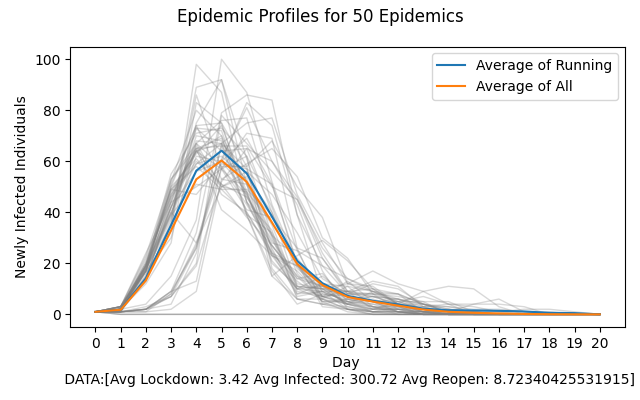 Epidemic Profiles for 50 Epidemics
Average of Running
Average of All
Newly Infected Individuals
100
80
60
40
20
0
0 1 2 3 4 5 6 7 8 9 10 11 12 13 14 15 16 17 18 19 20
Day
DATA:[Avg Lockdown: 3.42 Avg Infected: 300.72 Avg Reopen: 8.72340425531915]